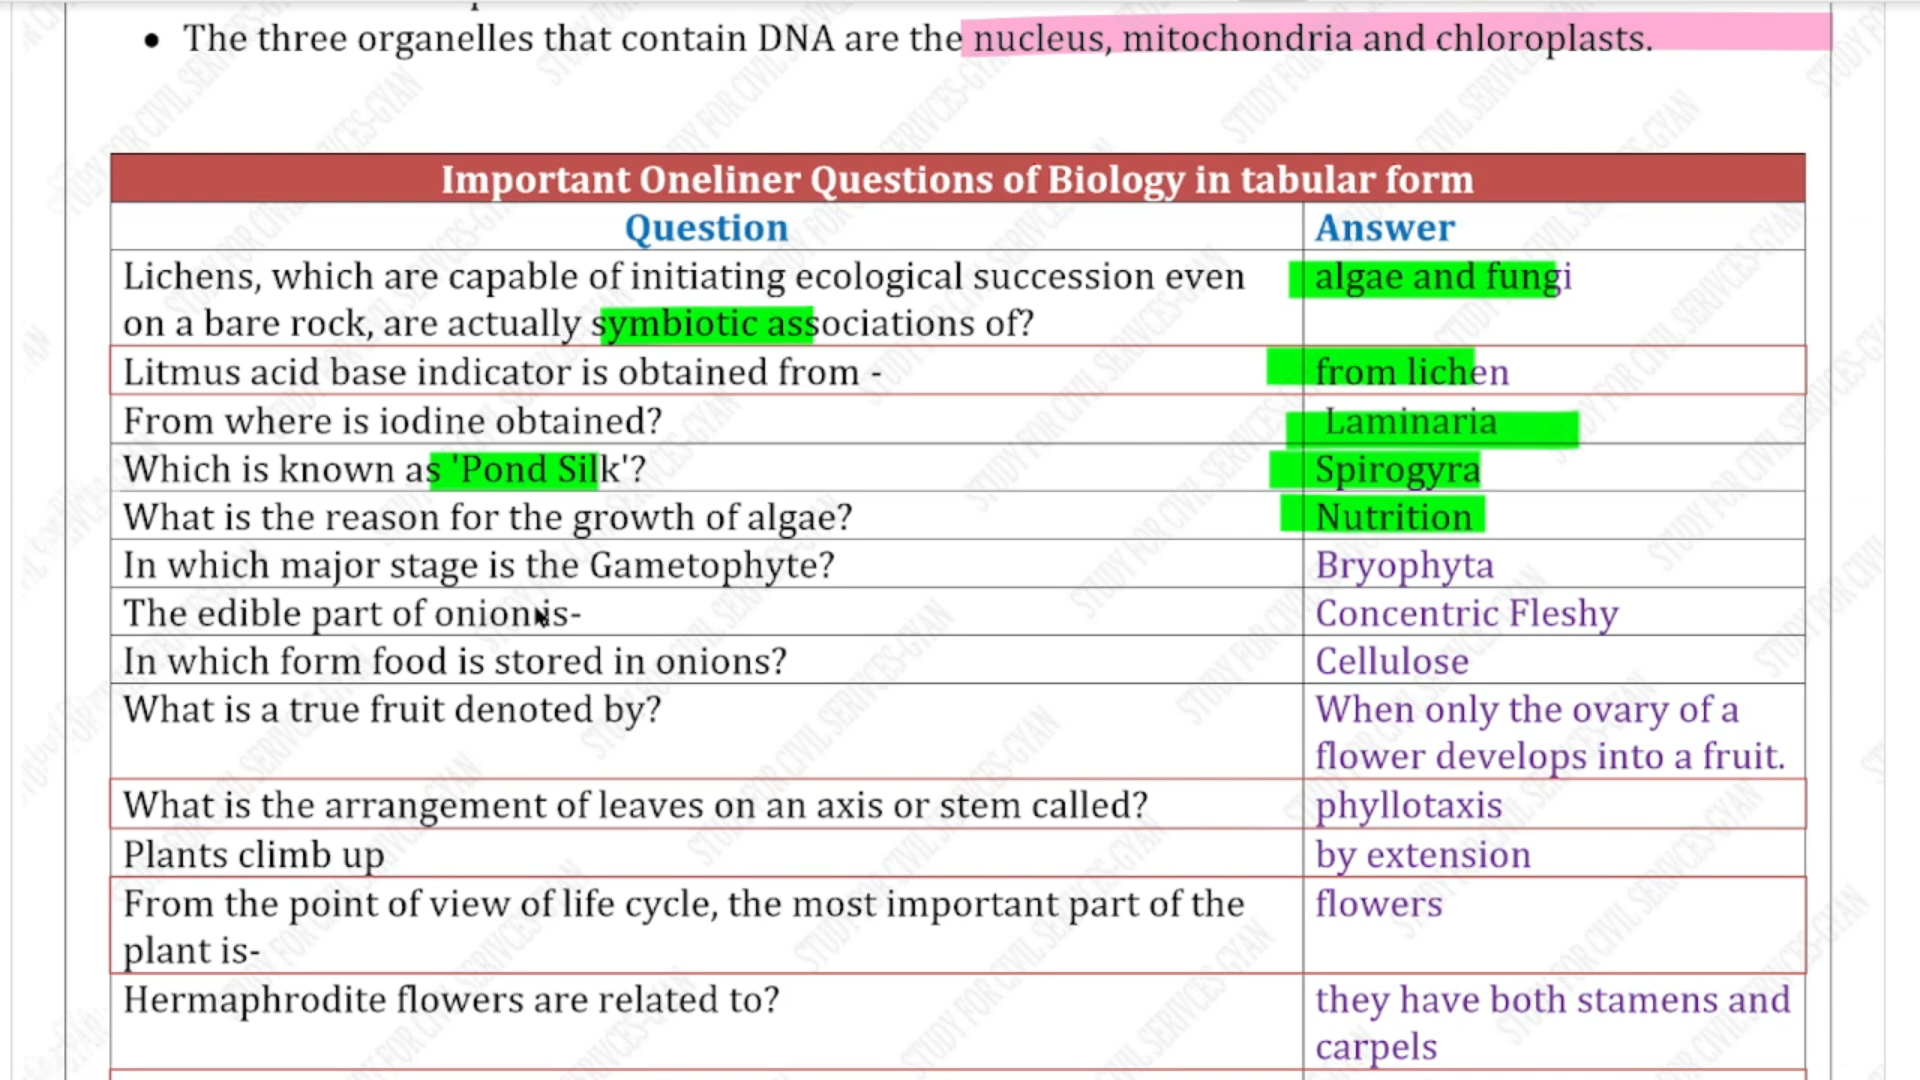 • The three organelles that contain DNA are the nucleus, mitochondria and chloroplasts.
Important Oneliner Questions of Biology in tabular form
Question Answer
Lichens, which are capable of initiating ecological succession even algae and fungi
on a bare rock, are actually symbiotic associations of?
Litmus acid base indicator is obtained from - from lichen
From where is iodine obtained? Laminaria
Which is known as 'Pond Silk'? Spirogyra
What is the reason for the growth of algae? Nutrition
In which major stage is the Gametophyte? Bryophyta
The edible part of onion is- Concentric Fleshy
In which form food is stored in onions? Cellulose
What is a true fruit denoted by? When only the ovary of a
flower develops into a fruit.
What is the arrangement of leaves on an axis or stem called? phyllotaxis
Plants climb up by extension
From the point of view of life cycle, the most important part of the flowers
plant is-
Hermaphrodite flowers are related to? they have both stamens and
carpels
STUDY FOR CIVIL SERIVCES-GYAN